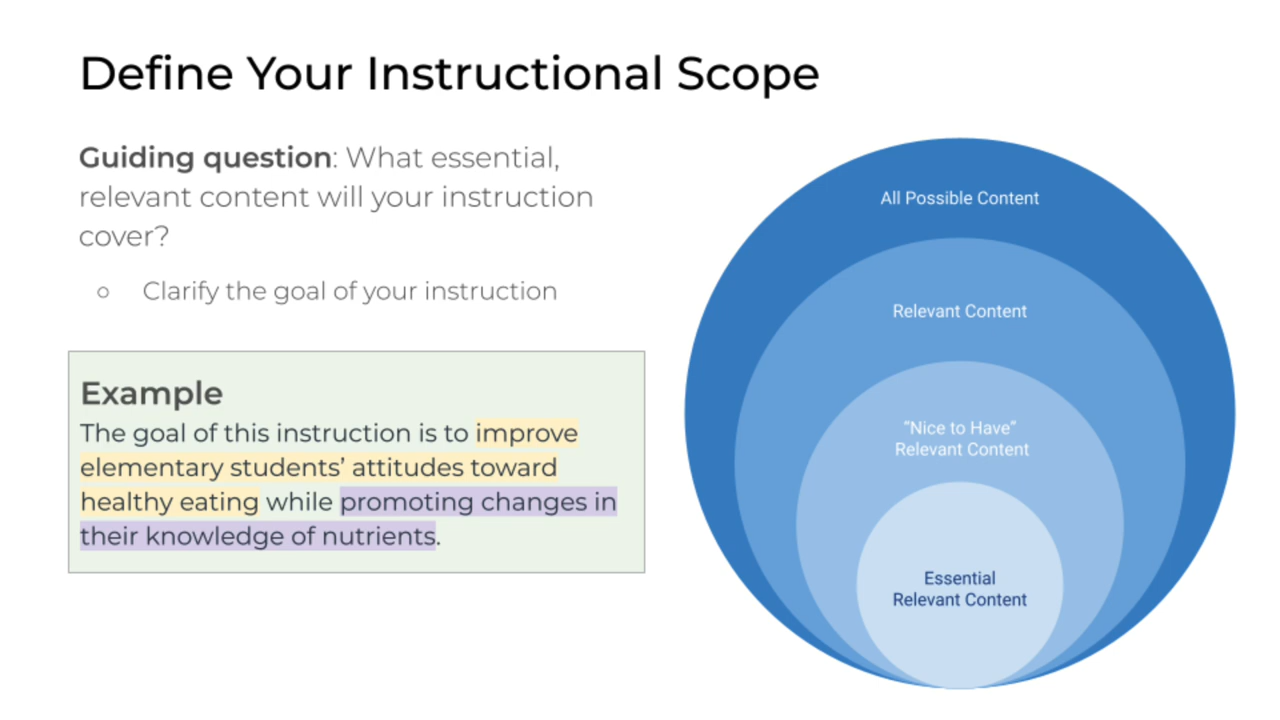 Define Your Instructional Scope
Guiding question: What essential,
relevant content will your instruction
cover?
○ Clarify the goal of your instruction
Example
The goal of this instruction is to improve
elementary students’ attitudes toward
healthy eating while promoting changes in
their knowledge of nutrients.
All Possible Content
Relevant Content
“Nice to Have”
Relevant Content
Essential
Relevant Content